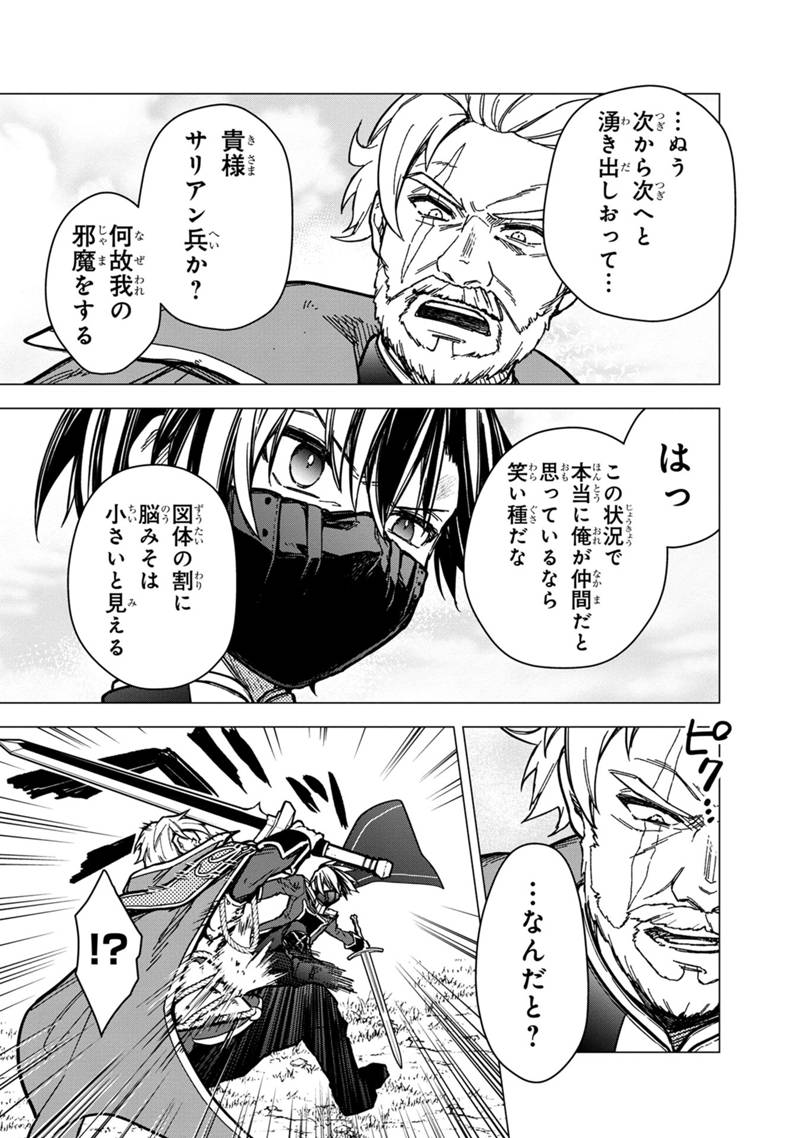 …ぬう
次から次へと
湧き出しおって…
貴様
サリアン兵か?
何故我の
邪魔をする
はっ
この状況で
本当に俺が仲間だと
思っているなら
笑い種だな
図体の割に
脳みそは
小さいと見える
ピク…
…なんだと?
!?